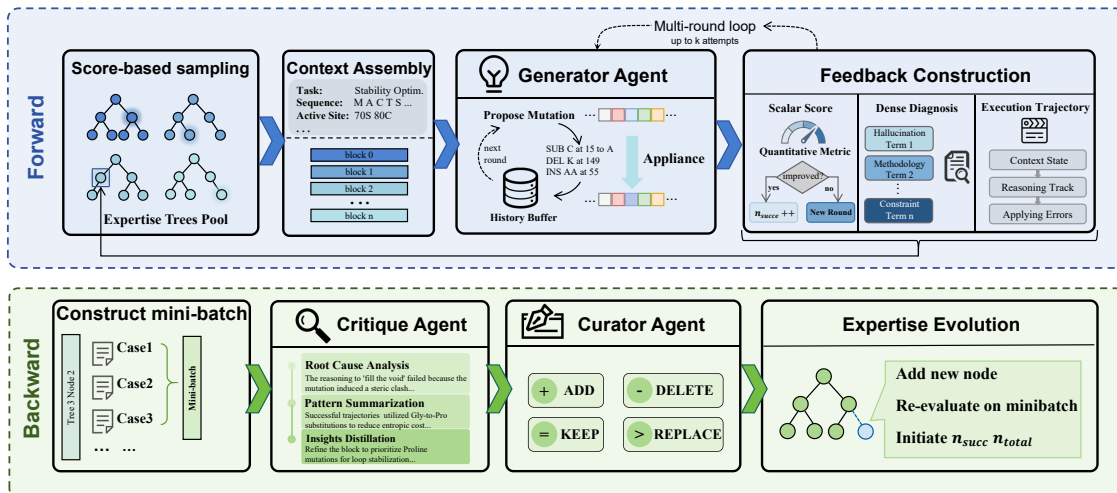 Forward
Multi-round loop
up to k attempts
Score-based sampling
Expertise Trees Pool
Context Assembly
Task: Stability Optim.
Sequence: M A C T S ...
Active Site: 70S 80C
...
block 0
block 1
block 2
...
block n
Generator Agent
Propose Mutation
next
round
SUB C at 15 to A
DEL K at 149
INS AA at 55
History Buffer
...
...
Appliance
...
...
Feedback Construction
Scalar Score
Quantitative Metric
improved?
yes
no
n_succe ++
New Round
Dense Diagnosis
Hallucination
Term 1
Methodology
Term 2
⋮
Constraint
Term n
Execution Trajectory
Context State
Reasoning Track
Applying Errors
Backward
Construct mini-batch
Tree 3 Node 2
Case1
Case2
Case3
... ...
Mini-batch
Critique Agent
Root Cause Analysis
The reasoning to 'fill the void' failed because the
mutation induced a steric clash...
Pattern Summarization
Successful trajectories utilized Gly-to-Pro
substitutions to reduce entropic cost...
Insights Distillation
Refine the block to prioritize Proline
mutations for loop stabilization...
Curator Agent
+ ADD
- DELETE
= KEEP
> REPLACE
Expertise Evolution
Add new node
Re-evaluate on minibatch
Initiate n_succ n_total